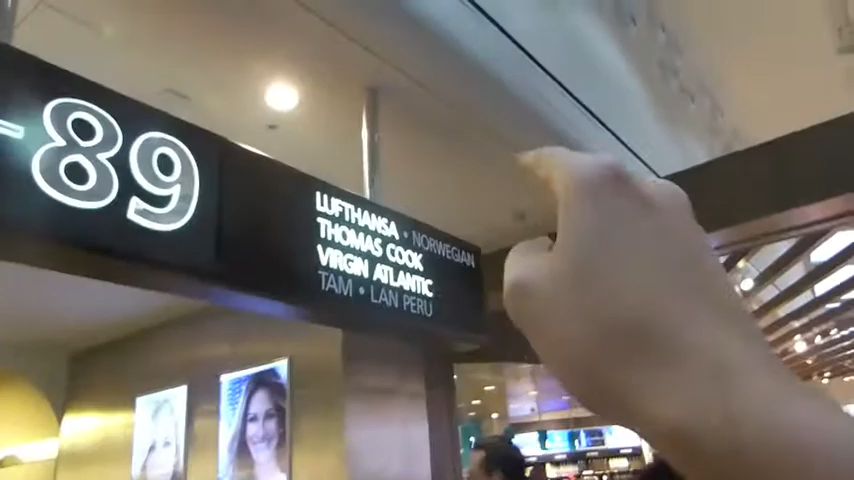 -89
LUFTHANSA • NORWEGIAN
THOMAS COOK
VIRGIN ATLANTIC
TAM • LAN PERU